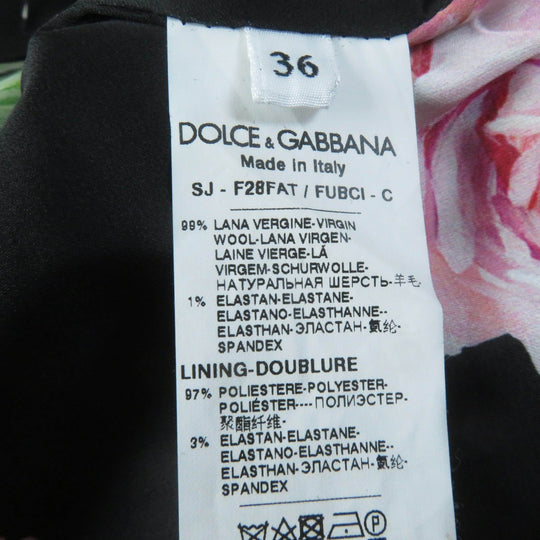 36
DOLCE & GABBANA
Made in Italy
SJ - F28FAT / FUBCI - C
99% LANA VERGINE-VIRGIN
WOOL-LANA VIRGEN-
LAINE VIERGE-LÁ
VIRGEM-SCHURWOLLE-
НАТУРАЛЬНАЯ ШЕРСТЬ-羊毛
1% ELASTAN-ELASTANE-
ELASTANO-ELASTHANNE--
ELASTHAN-ЭЛАСТАН-氨纶-
SPANDEX
LINING-DOUBLURE
97% POLIESTERE-POLYESTER-
POLIÉSTER----ПОЛИЭСТЕР-
聚酯纤维-
3% ELASTAN-ELASTANE-
ELASTANO-ELASTHANNE--
ELASTHAN-ЭЛАСТАН-氨纶-
SPANDEX
P